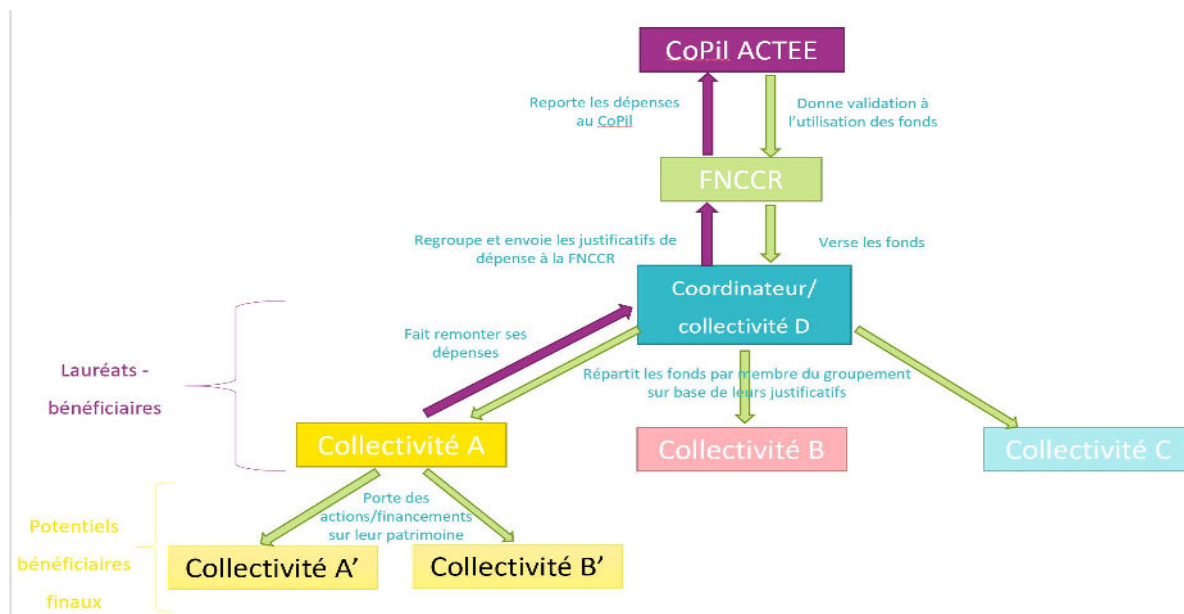 CoPil ACTEE
Reporte les dépenses
au CoPil
Donne validation à
l'utilisation des fonds
FNCCR
Regroupe et envoie les justificatifs de
dépense à la FNCCR
Verse les fonds
Coordinateur/
collectivité D
Fait remonter ses
dépenses
Lauréats -
bénéficiaires
Répartit les fonds par membre du groupement
sur base de leurs justificatifs
Collectivité A
Collectivité B
Collectivité C
Porte des
actions/financements
sur leur patrimoine
Potentiels
bénéficiaires
finaux
Collectivité A'
Collectivité B'